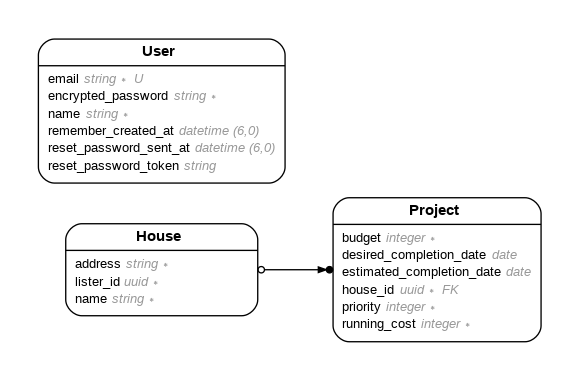 User
email string * U
encrypted_password string *
name string *
remember_created_at datetime (6,0)
reset_password_sent_at datetime (6,0)
reset_password_token string
House
address string *
lister_id uuid *
name string *
Project
budget integer *
desired_completion_date date
estimated_completion_date date
house_id uuid * FK
priority integer *
running_cost integer *